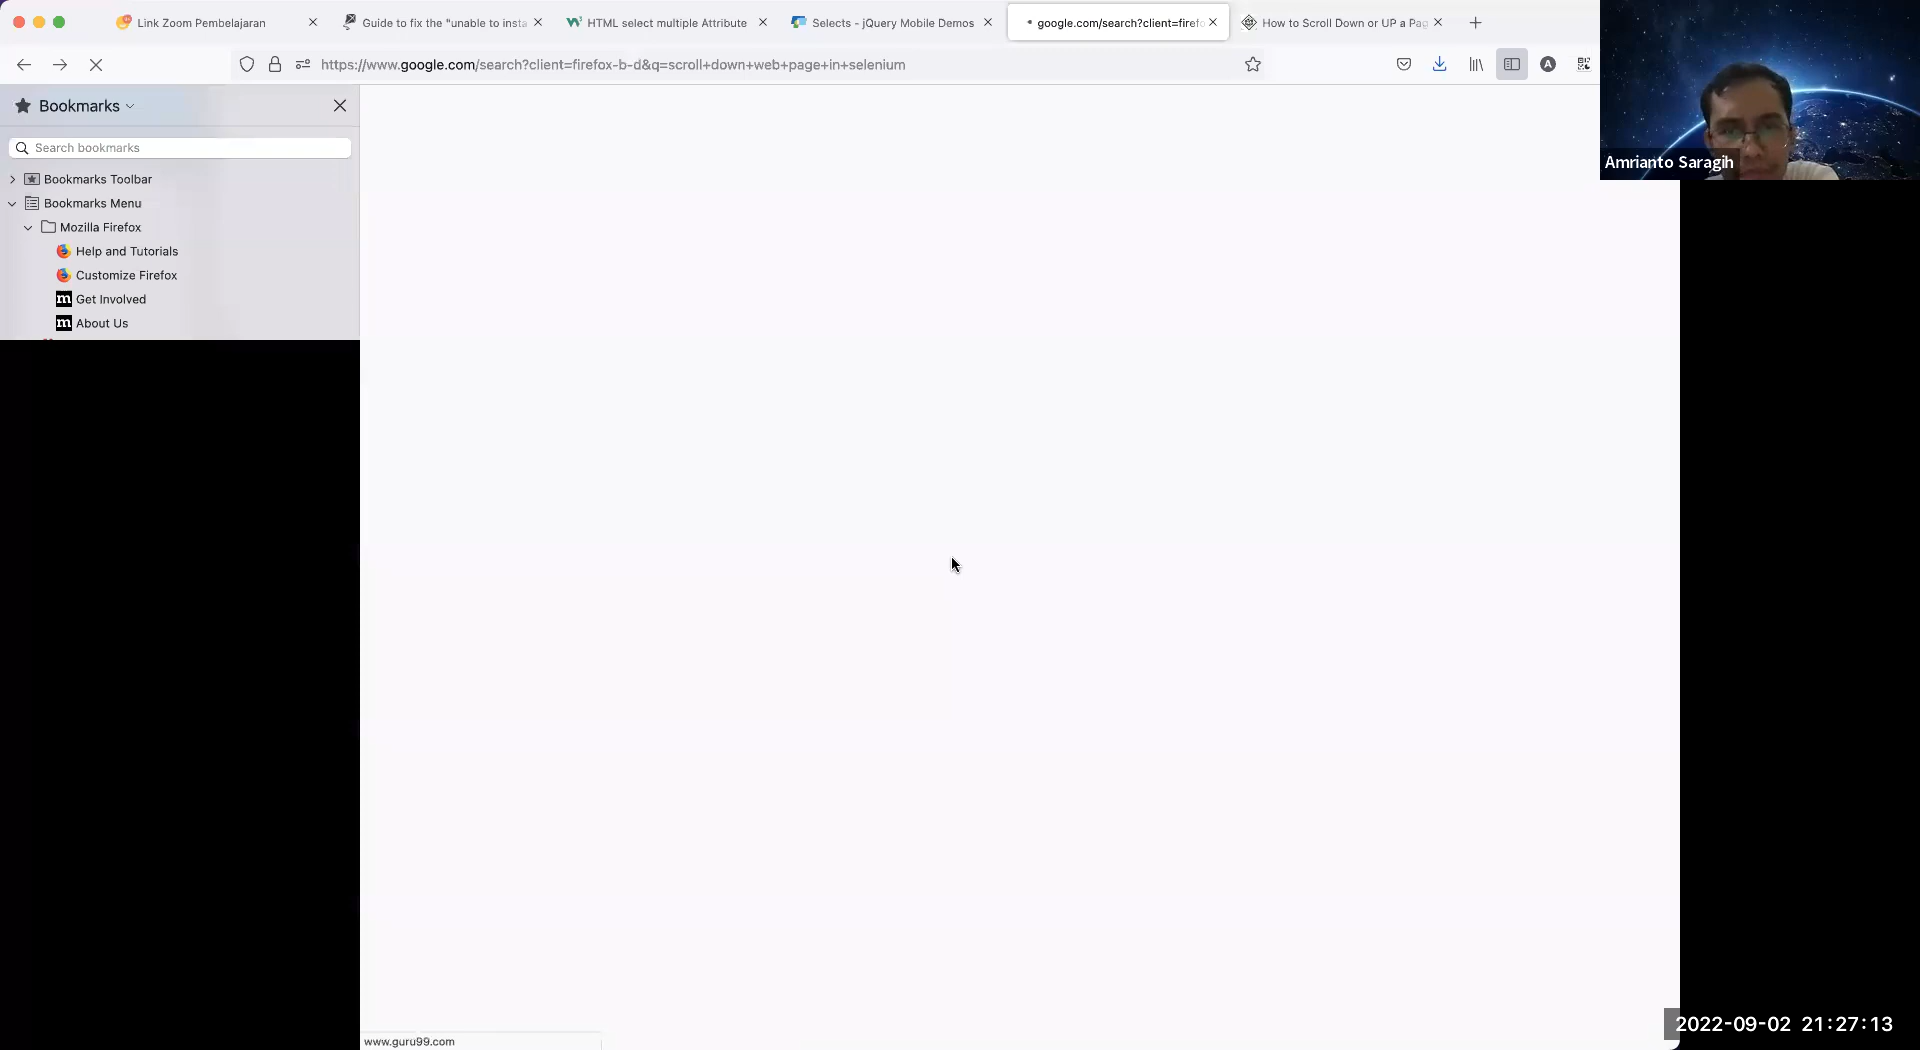 Link Zoom Pembelajaran
Guide to fix the "unable to insta
HTML select multiple Attribute
Selects - jQuery Mobile Demos
google.com/search?client=firefo
How to Scroll Down or UP a Pag
https://www.google.com/search?client=firefox-b-d&q=scroll+down+web+page+in+selenium
A
Bookmarks
Search bookmarks
Bookmarks Toolbar
Bookmarks Menu
Mozilla Firefox
Help and Tutorials
Customize Firefox
m Get Involved
m About Us
Amrianto Saragih
www.guru99.com
2022-09-02 21:27:13